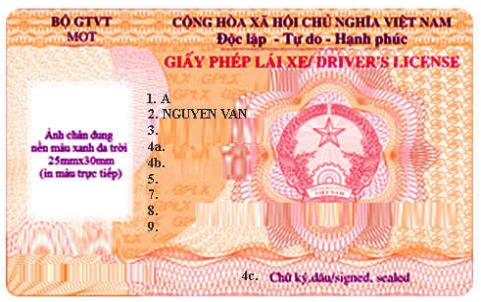 BỘ GTVT
MOT
CỘNG HÒA XÃ HỘI CHỦ NGHĨA VIỆT NAM
Độc lập - Tự do - Hạnh phúc
GIẤY PHÉP LÁI XE/ DRIVER'S LICENSE
Ảnh chân dung
nền màu xanh da trời
25mmx30mm
(in màu trực tiếp)
1. A
2. NGUYEN VAN
3.
4a.
4b.
5.
7.
8.
9.
VIỆT NAM
4c. Chữ ký,dấu/signed, sealed